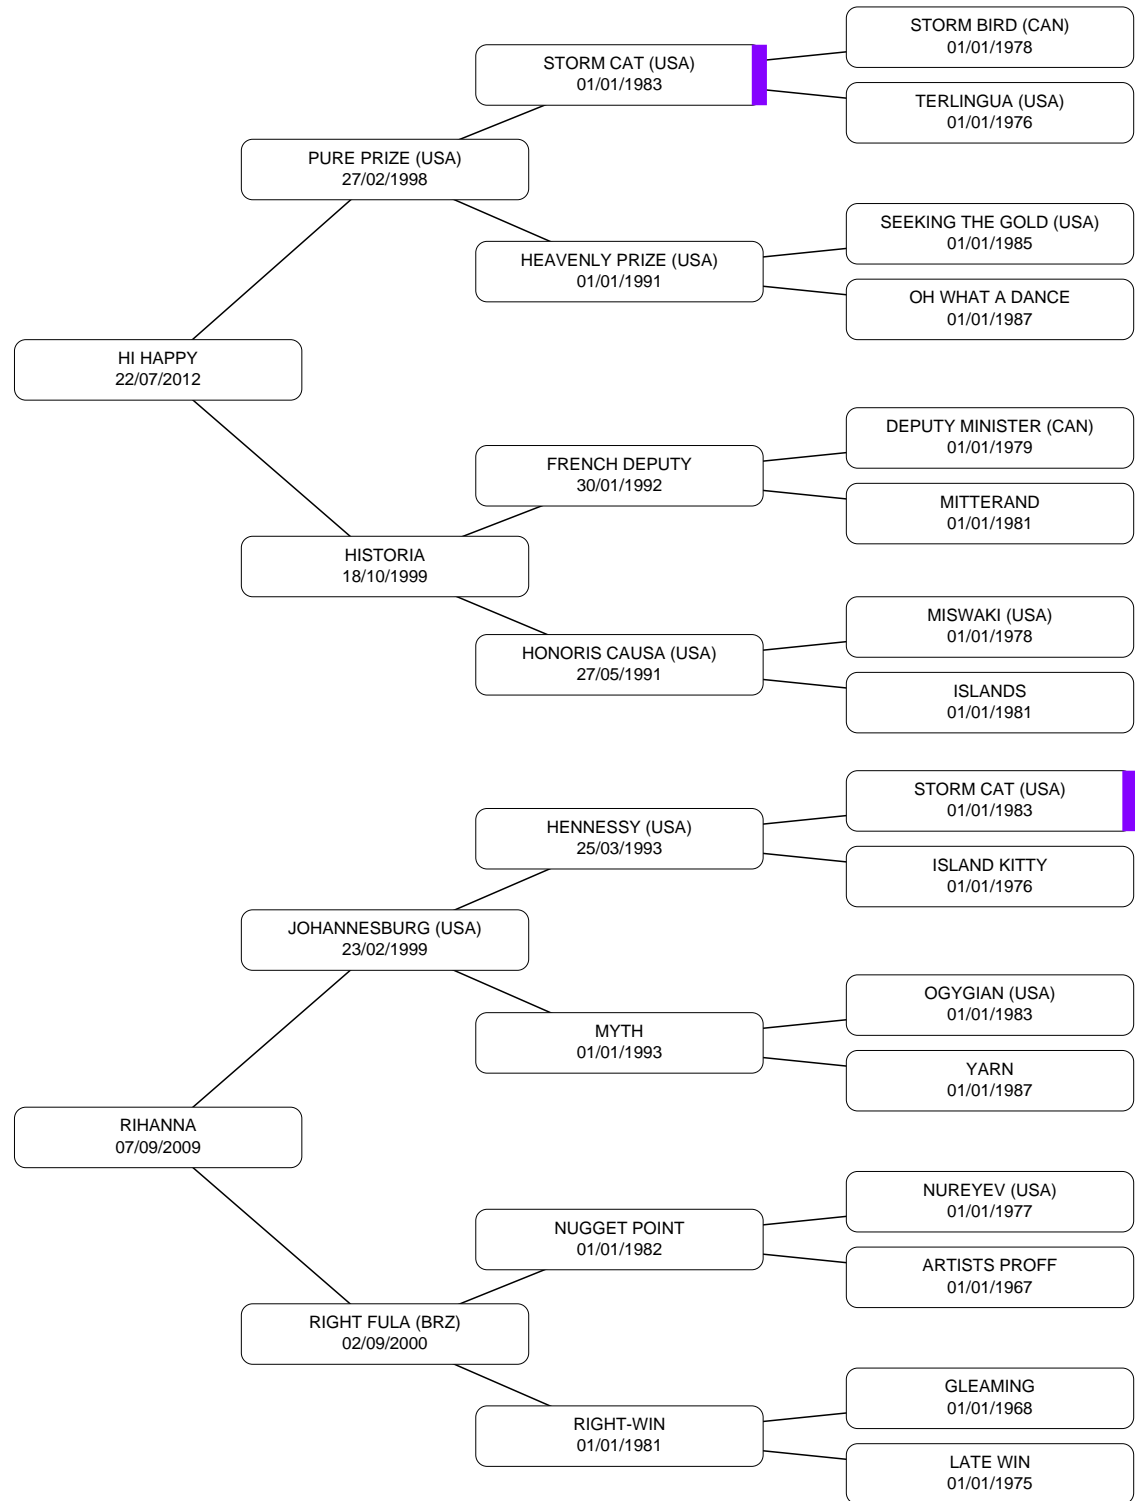 STORM BIRD (CAN)
01/01/1978
STORM CAT (USA)
01/01/1983
TERLINGUA (USA)
01/01/1976
PURE PRIZE (USA)
27/02/1998
SEEKING THE GOLD (USA)
01/01/1985
HEAVENLY PRIZE (USA)
01/01/1991
OH WHAT A DANCE
01/01/1987
HI HAPPY
22/07/2012
DEPUTY MINISTER (CAN)
01/01/1979
FRENCH DEPUTY
30/01/1992
MITTERAND
01/01/1981
HISTORIA
18/10/1999
MISWAKI (USA)
01/01/1978
HONORIS CAUSA (USA)
27/05/1991
ISLANDS
01/01/1981
STORM CAT (USA)
01/01/1983
HENNESSY (USA)
25/03/1993
ISLAND KITTY
01/01/1976
JOHANNESBURG (USA)
23/02/1999
OGYGIAN (USA)
01/01/1983
MYTH
01/01/1993
YARN
01/01/1987
RIHANNA
07/09/2009
NUREYEV (USA)
01/01/1977
NUGGET POINT
01/01/1982
ARTISTS PROFF
01/01/1967
RIGHT FULA (BRZ)
02/09/2000
GLEAMING
01/01/1968
RIGHT-WIN
01/01/1981
LATE WIN
01/01/1975